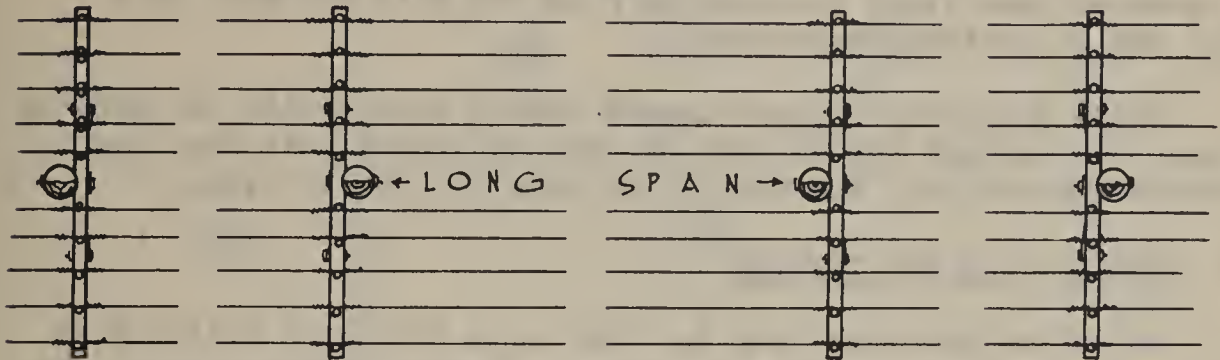 ← LONG SPAN →